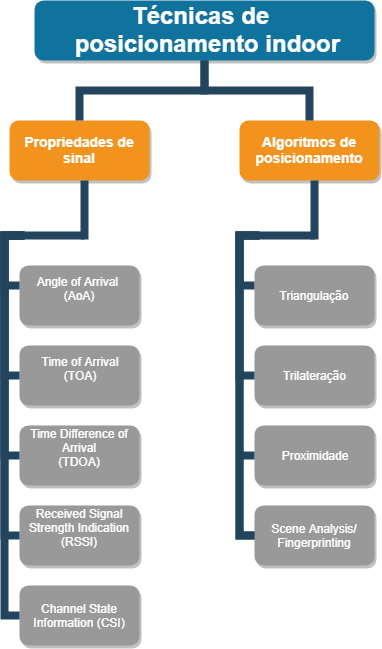 Técnicas de
posicionamento indoor
Propriedades de
sinal
Angle of Arrival
(AoA)
Time of Arrival
(TOA)
Time Difference of
Arrival
(TDOA)
Received Signal
Strength Indication
(RSSI)
Channel State
Information (CSI)
Algoritmos de
posicionamento
Triangulação
Trilateração
Proximidade
Scene Analysis/
Fingerprinting